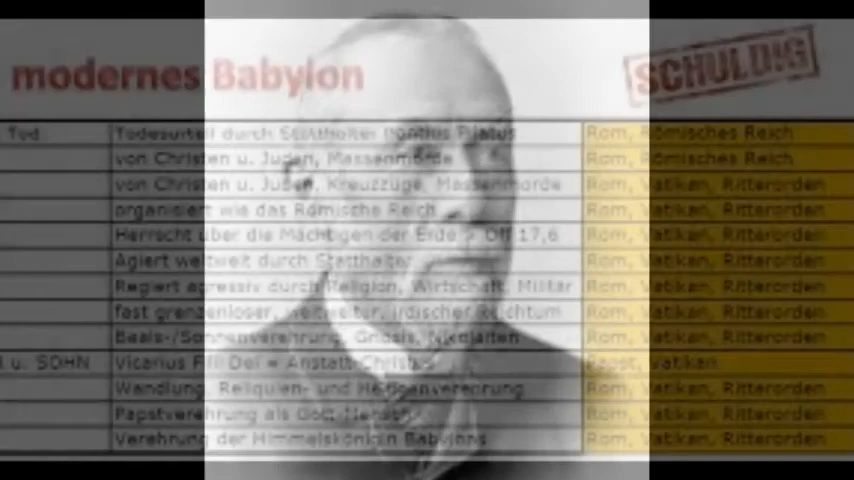 modernes Babylon
SCHULDIG
Tod. Todesurteil durch Statthalter Pontius Pilatus Rom, Römisches Reich
von Christen u. Juden, Massenmorde Rom, Römisches Reich
von Christen u. Juden, Kreuzzüge, Massenmorde Rom, Vatikan, Ritterorden
organisiert wie das Römische Reich Rom, Vatikan, Ritterorden
Herrscht über die Mächtigen der Erde > Off 17,6 Rom, Vatikan, Ritterorden
Agiert weltweit durch Statthalter Rom, Vatikan, Ritterorden
Regiert agressiv durch Religion, Wirtschaft, Militär Rom, Vatikan, Ritterorden
fast grenzenloser, weltweiter, irdischer Reichtum Rom, Vatikan, Ritterorden
Baals-/Sonnenverehrung, Gnosis, Nikolaiten Rom, Vatikan, Ritterorden
u. SOHN Vicarius Filii Dei = Anstatt-Christus Papst, Vatikan
Wandlung, Reliquien- und Heiligenverehrung Rom, Vatikan, Ritterorden
Papstverehrung als Gott-Mensch Rom, Vatikan, Ritterorden
Verehrung der Himmelskönigin Babylons Rom, Vatikan, Ritterorden